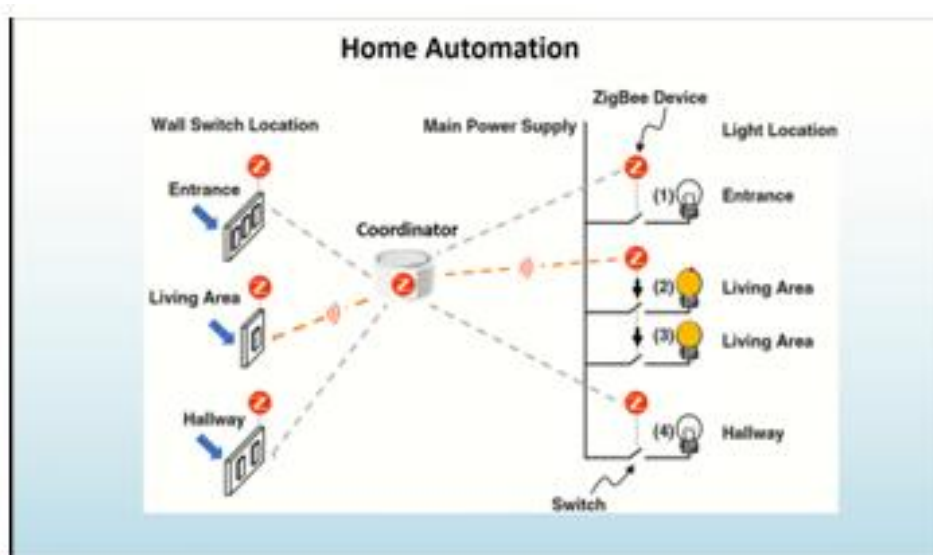 Home Automation
ZigBee Device
Wall Switch Location
Main Power Supply
Light Location
Z
Z
Entrance
(1)
Entrance
Coordinator
Z
Z
Z
Living Area
(2)
Living Area
(3)
Living Area
Z
Z
Hallway
(4)
Hallway
Switch